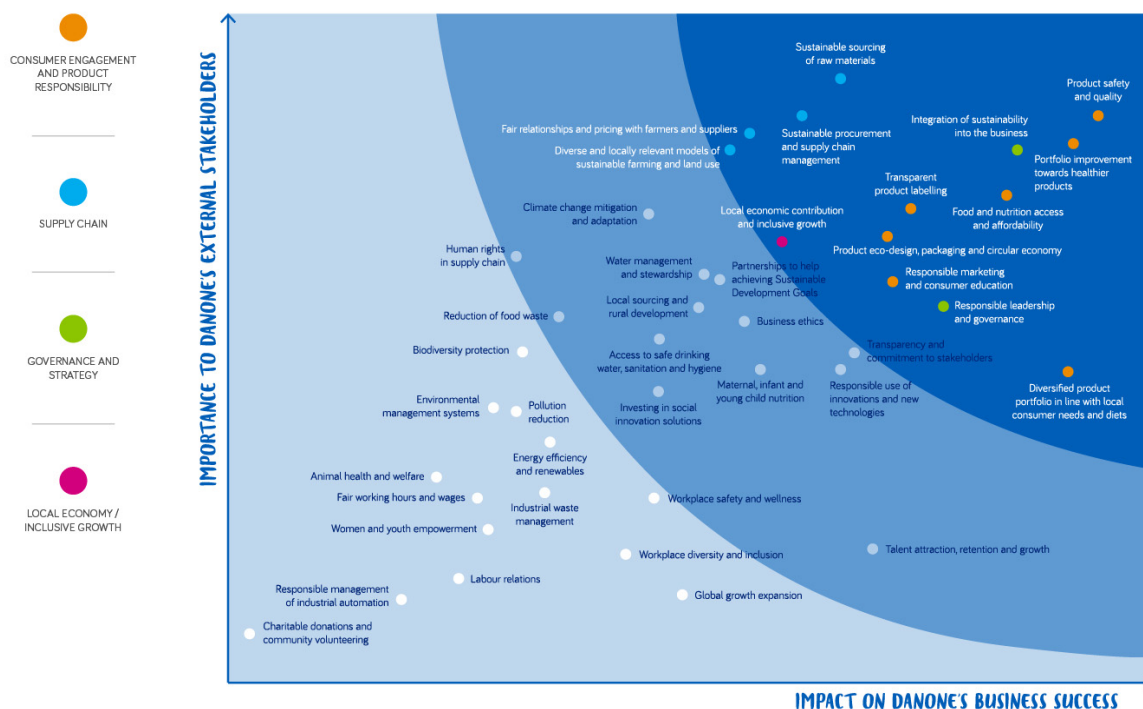 CONSUMER ENGAGEMENT
AND PRODUCT
RESPONSIBILITY
SUPPLY CHAIN
GOVERNANCE AND
STRATEGY
LOCAL ECONOMY /
INCLUSIVE GROWTH
IMPORTANCE TO DANONE'S EXTERNAL STAKEHOLDERS
Sustainable sourcing
of raw materials
Product safety
and quality
Fair relationships and pricing with farmers and suppliers
Sustainable procurement
and supply chain
management
Integration of sustainability
into the business
Diverse and locally relevant models of
sustainable farming and land use
Portfolio improvement
towards healthier
products
Transparent
product labelling
Climate change mitigation
and adaptation
Local economic contribution
and inclusive growth
Food and nutrition access
and affordability
Human rights
in supply chain
Product eco-design, packaging and circular economy
Water management
and stewardship
Partnerships to help
achieving Sustainable
Development Goals
Responsible marketing
and consumer education
Local sourcing and
rural development
Responsible leadership
and governance
Reduction of food waste
Business ethics
Biodiversity protection
Access to safe drinking
water, sanitation and hygiene
Transparency and
commitment to stakeholders
Maternal, infant and
young child nutrition
Responsible use of
innovations and new
technologies
Diversified product
portfolio in line with local
consumer needs and diets
Environmental
management systems
Pollution
reduction
Investing in social
innovation solutions
Energy efficiency
and renewables
Animal health and welfare
Fair working hours and wages
Industrial waste
management
Workplace safety and wellness
Women and youth empowerment
Workplace diversity and inclusion
Talent attraction, retention and growth
Labour relations
Responsible management
of industrial automation
Global growth expansion
Charitable donations and
community volunteering
IMPACT ON DANONE'S BUSINESS SUCCESS